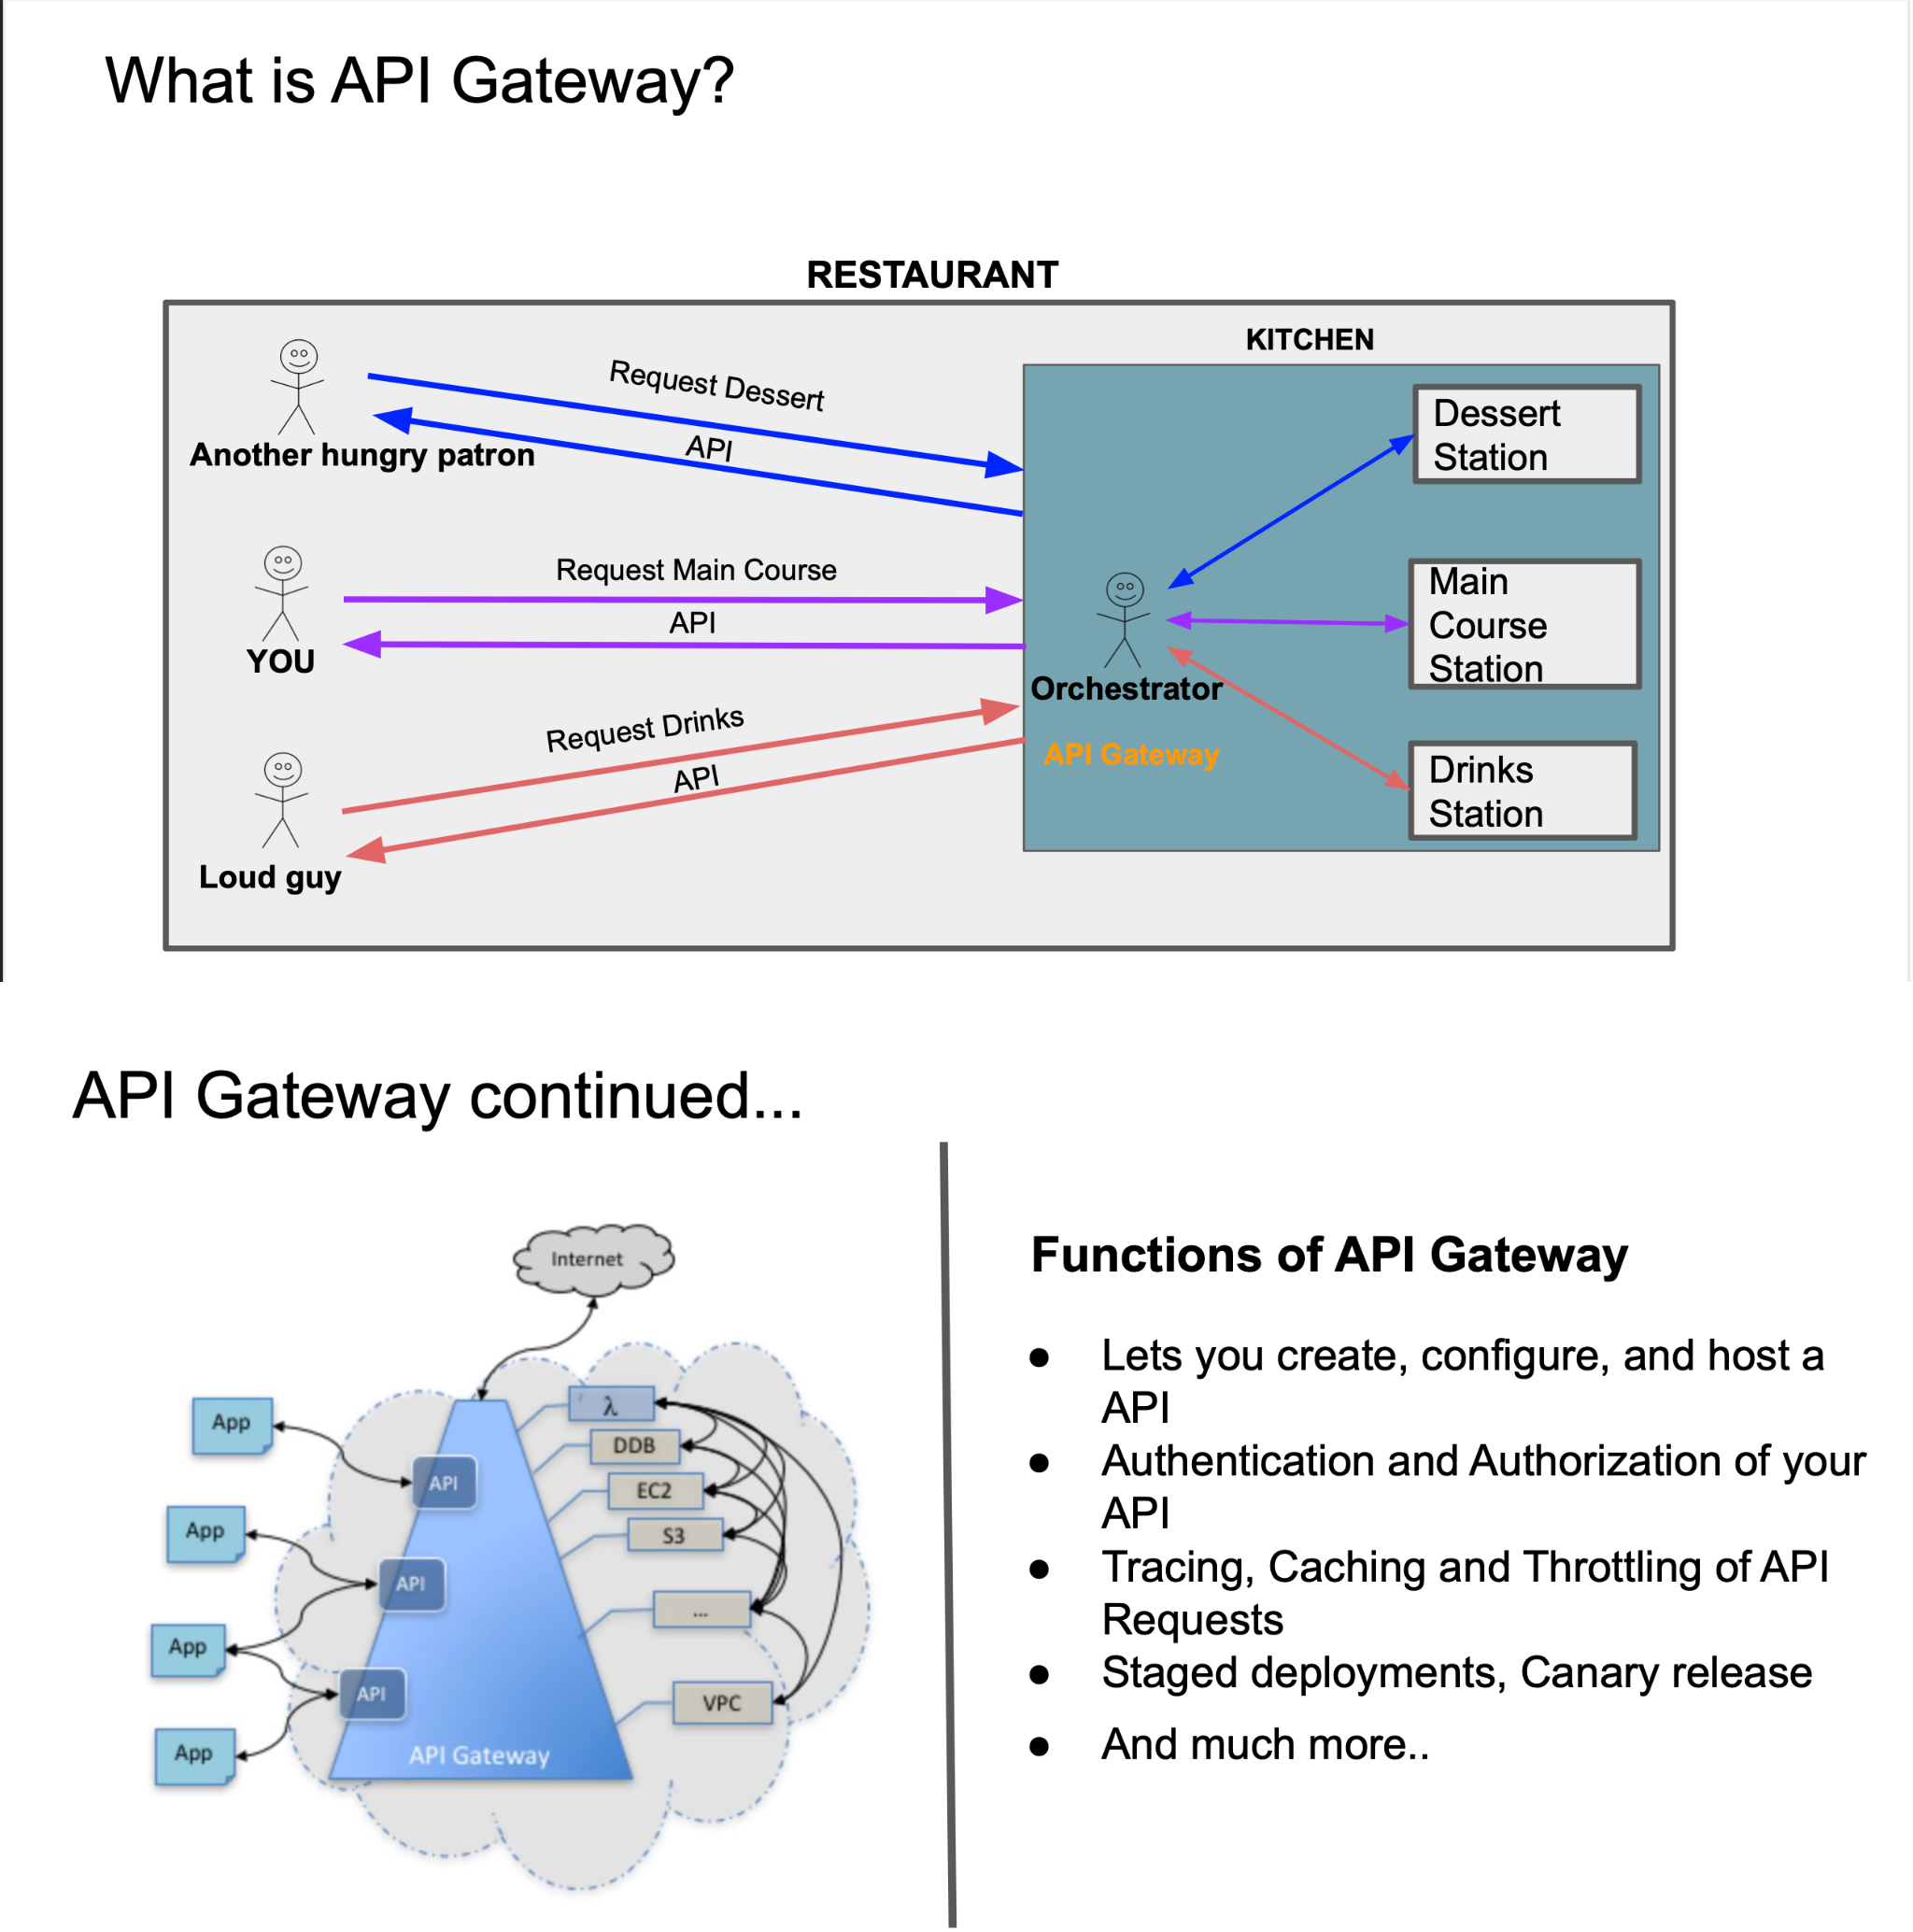 What is API Gateway?
RESTAURANT
KITCHEN
Request Dessert
API
Another hungry patron
Dessert
Station
Request Main Course
API
YOU
Orchestrator
API Gateway
Main
Course
Station
Request Drinks
API
Loud guy
Drinks
Station
API Gateway continued...
Internet
App
App
App
App
API
API
API
API Gateway
λ
DDB
EC2
S3
...
VPC
Functions of API Gateway
● Lets you create, configure, and host a
API
● Authentication and Authorization of your
API
● Tracing, Caching and Throttling of API
Requests
● Staged deployments, Canary release
● And much more..